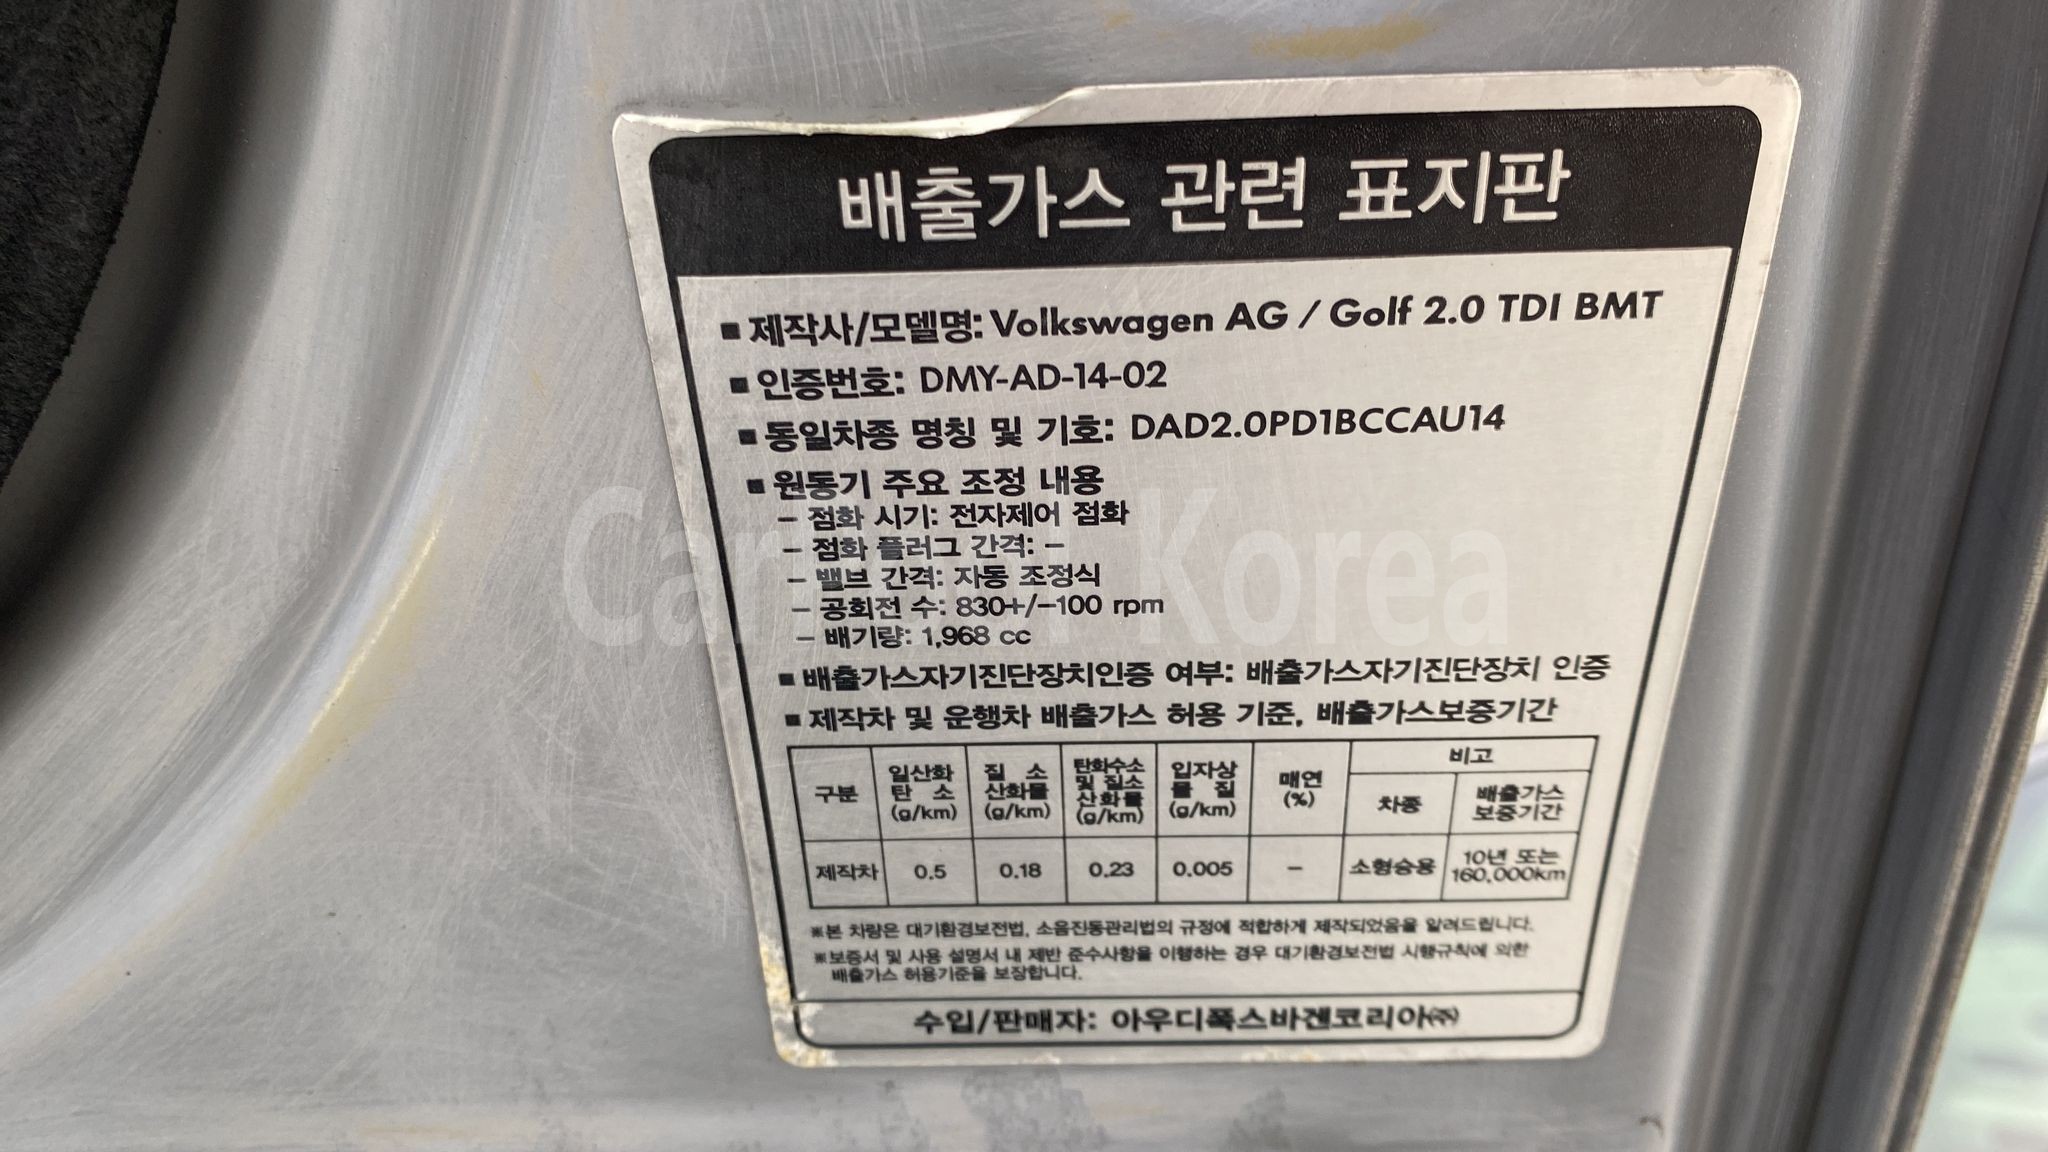 배출가스 관련 표지판
■ 제작사/모델명: Volkswagen AG / Golf 2.0 TDI BMT
■ 인증번호: DMY-AD-14-02
■ 동일차종 명칭 및 기호: DAD2.0PD1BCCAU14
■ 원동기 주요 조정 내용
– 점화 시기: 전자제어 점화
– 점화 플러그 간격: –
– 밸브 간격: 자동 조정식
– 공회전 수: 830+/-100 rpm
– 배기량: 1,968 cc
■ 배출가스자기진단장치인증 여부: 배출가스자기진단장치 인증
■ 제작차 및 운행차 배출가스 허용 기준, 배출가스보증기간
구분 일산화탄소 (g/km) 질소산화물 (g/km) 탄화수소 및 질소산화물 (g/km) 입자상물질 (g/km) 매연 (%) 비고
차종 배출가스 보증기간
제작차 0.5 0.18 0.23 0.005 – 소형승용 10년 또는 160,000km
※본 차량은 대기환경보전법, 소음진동관리법의 규정에 적합하게 제작되었음을 알려드립니다.
※보증서 및 사용 설명서 내 제반 준수사항을 이행하는 경우 대기환경보전법 시행규칙에 의한
배출가스 허용기준을 보장합니다.
수입/판매자: 아우디폭스바겐코리아㈜
Korea